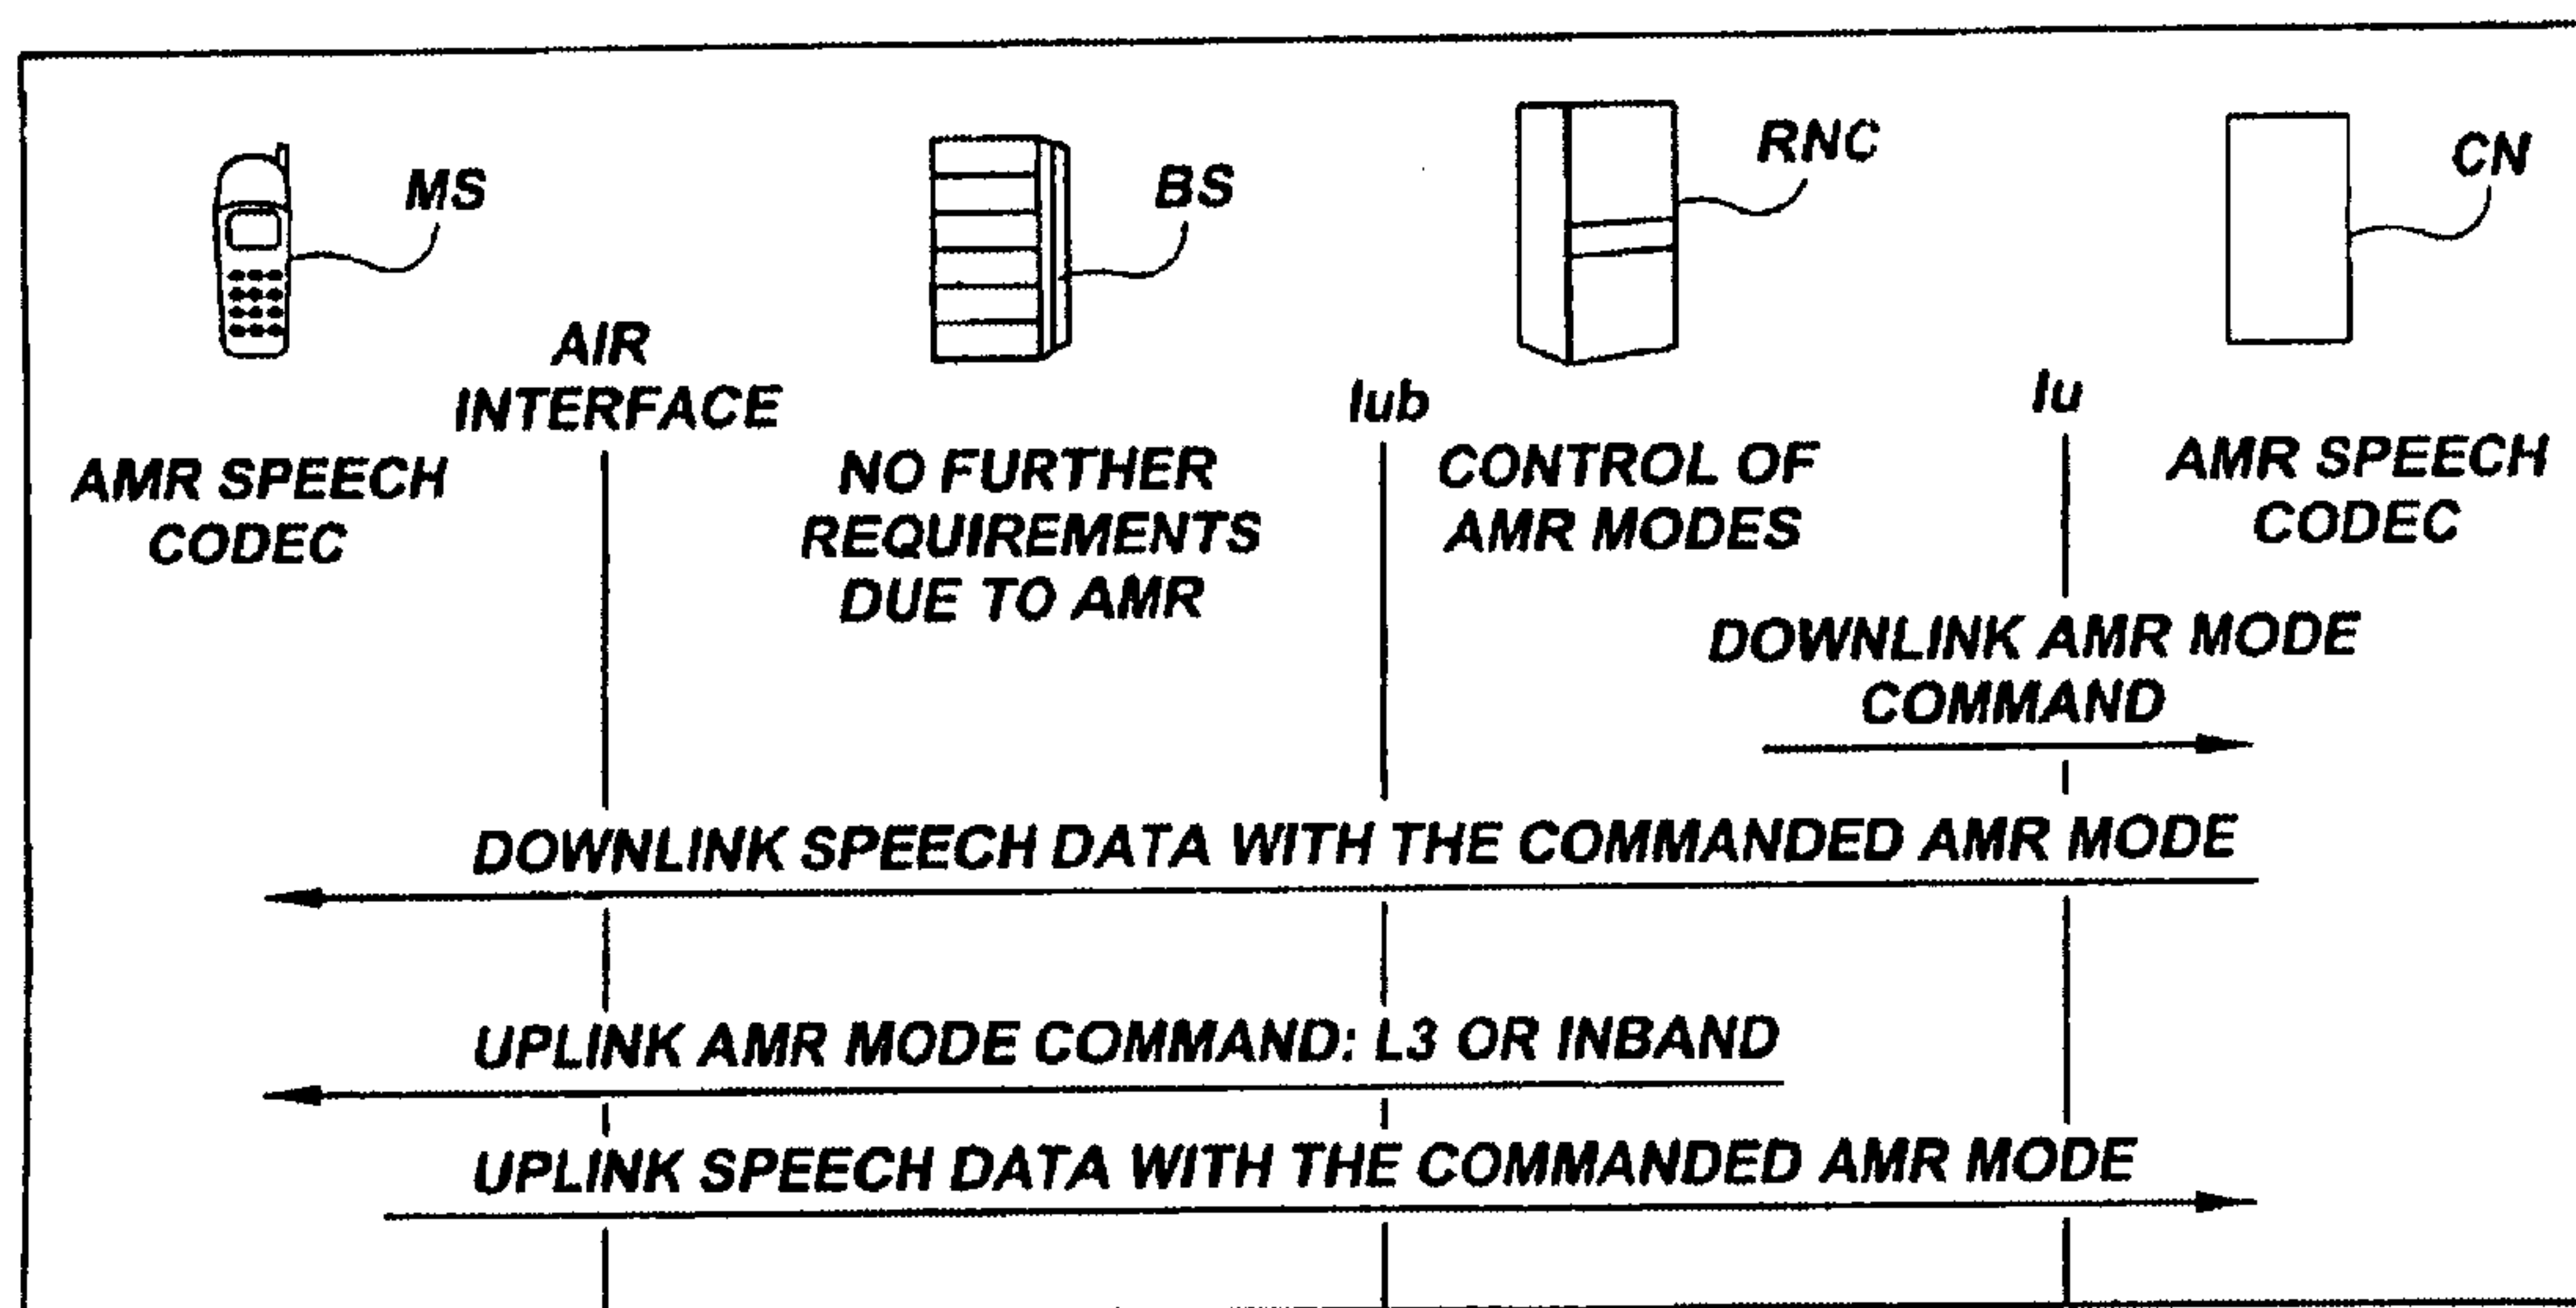 MS
BS
RNC
CN
AIR
INTERFACE
Iub
Iu
AMR SPEECH
CODEC
NO FURTHER
REQUIREMENTS
DUE TO AMR
CONTROL OF
AMR MODES
AMR SPEECH
CODEC
DOWNLINK AMR MODE
COMMAND
DOWNLINK SPEECH DATA WITH THE COMMANDED AMR MODE
UPLINK AMR MODE COMMAND: L3 OR INBAND
UPLINK SPEECH DATA WITH THE COMMANDED AMR MODE